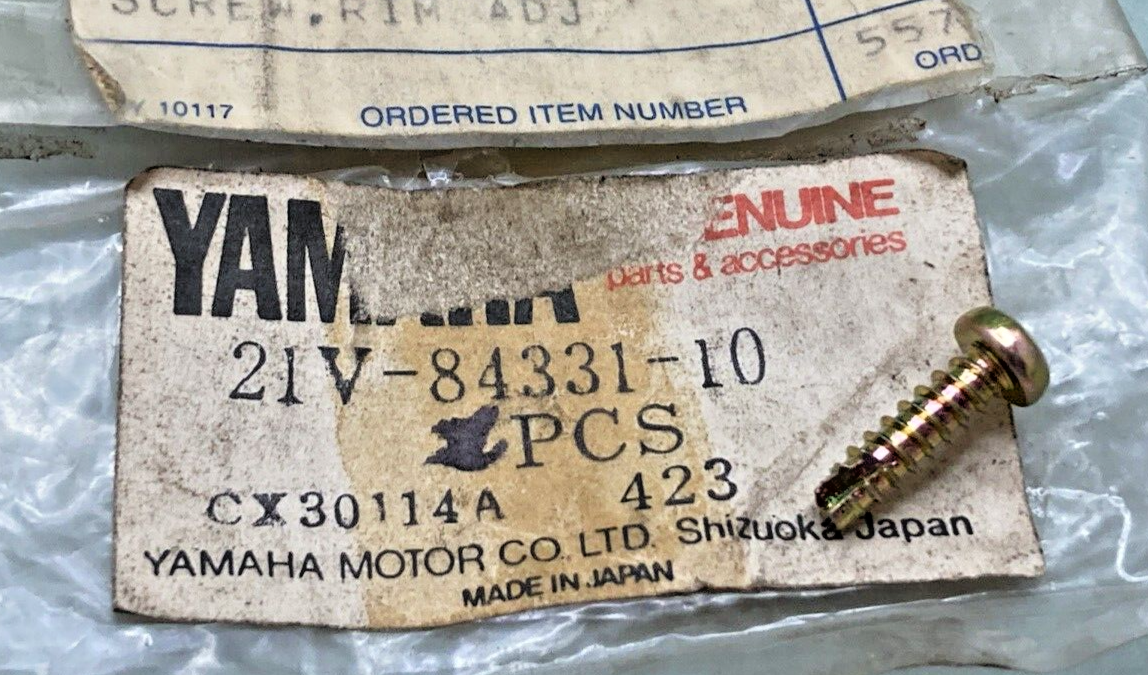 SCREW,RIM ADJ
557
ORD
10117 ORDERED ITEM NUMBER
YAMAHA
ENUINE
parts & accessories
21V-84331-10
PCS
CX30114A 423
YAMAHA MOTOR CO. LTD. Shizuoka Japan
MADE IN JAPAN